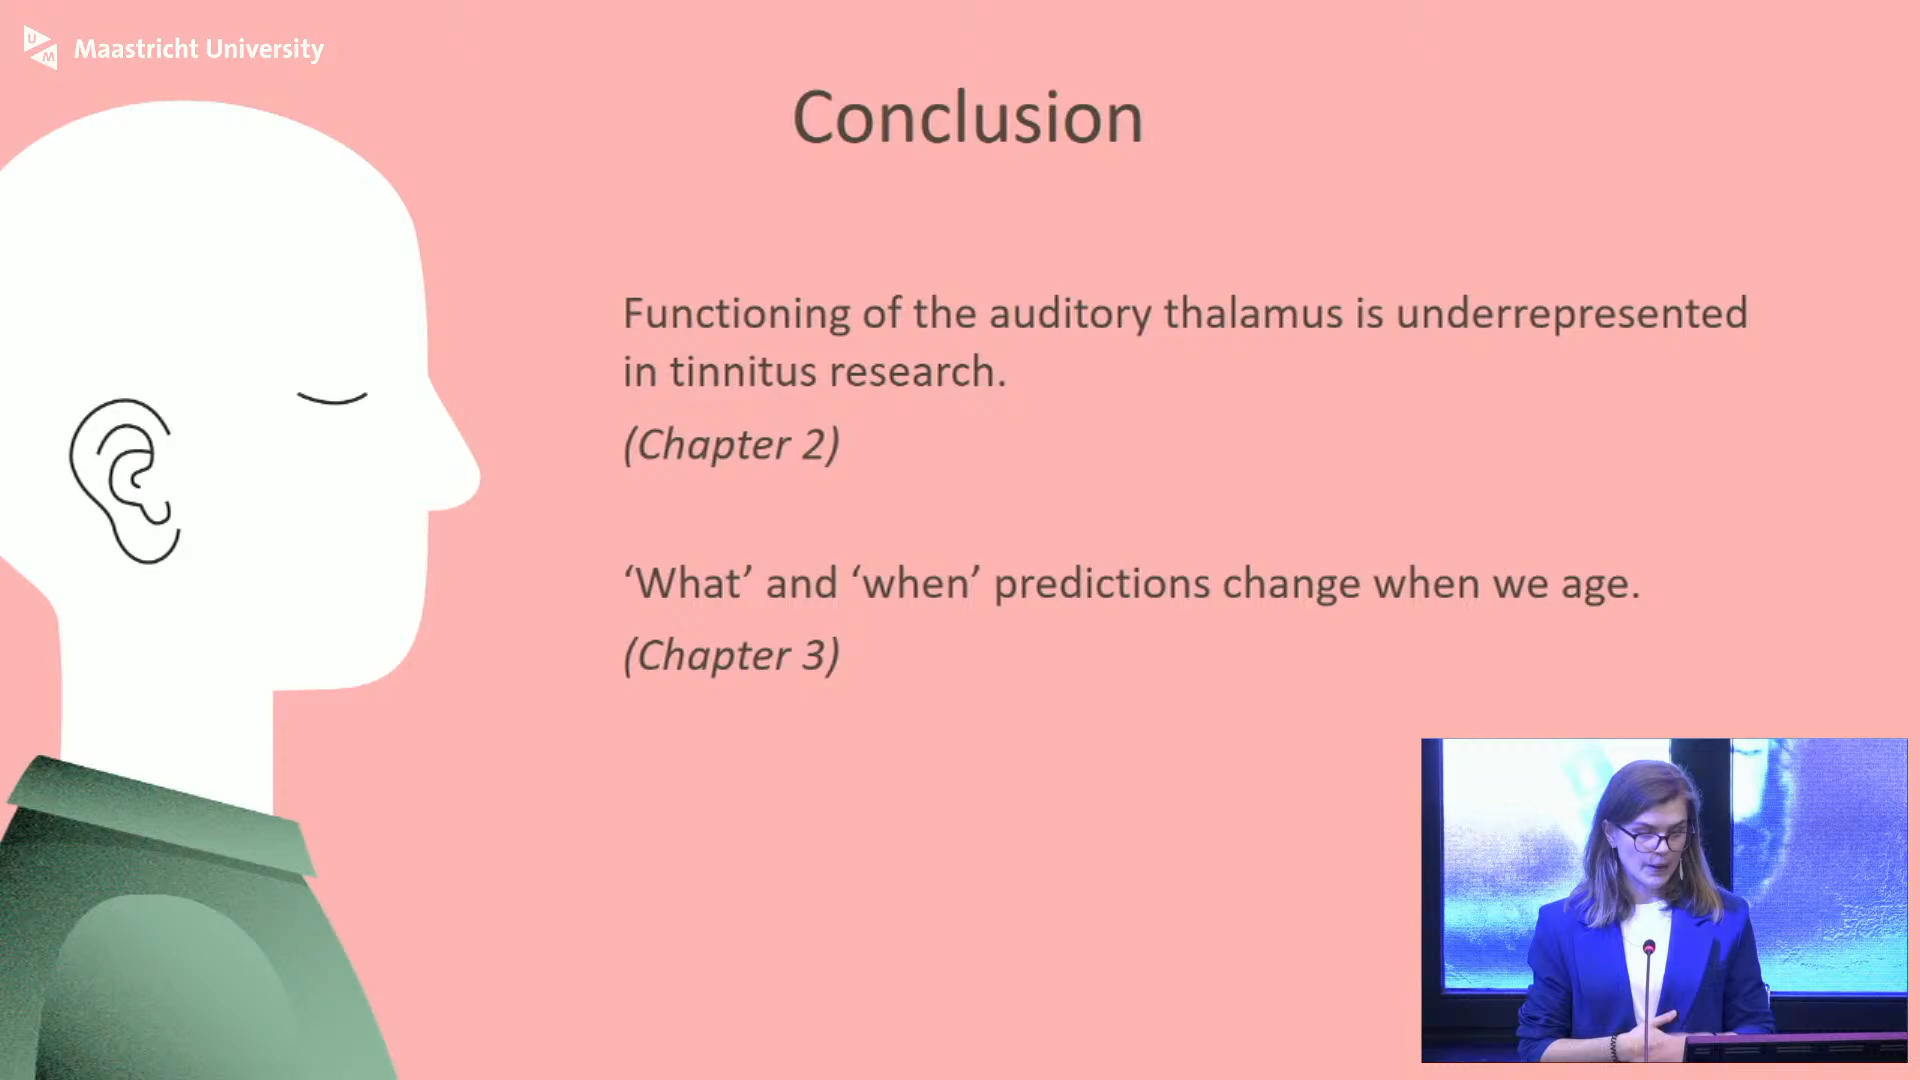 UM
Maastricht University
Conclusion
Functioning of the auditory thalamus is underrepresented
in tinnitus research.
(Chapter 2)
‘What’ and ‘when’ predictions change when we age.
(Chapter 3)